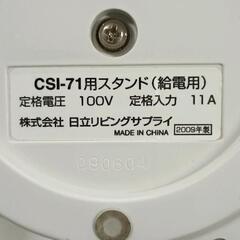 CSI-71用スタンド(給電用)
定格電圧 100V 定格入力 11A
株式会社 日立リビングサプライ
MADE IN CHINA 2009年製
090604